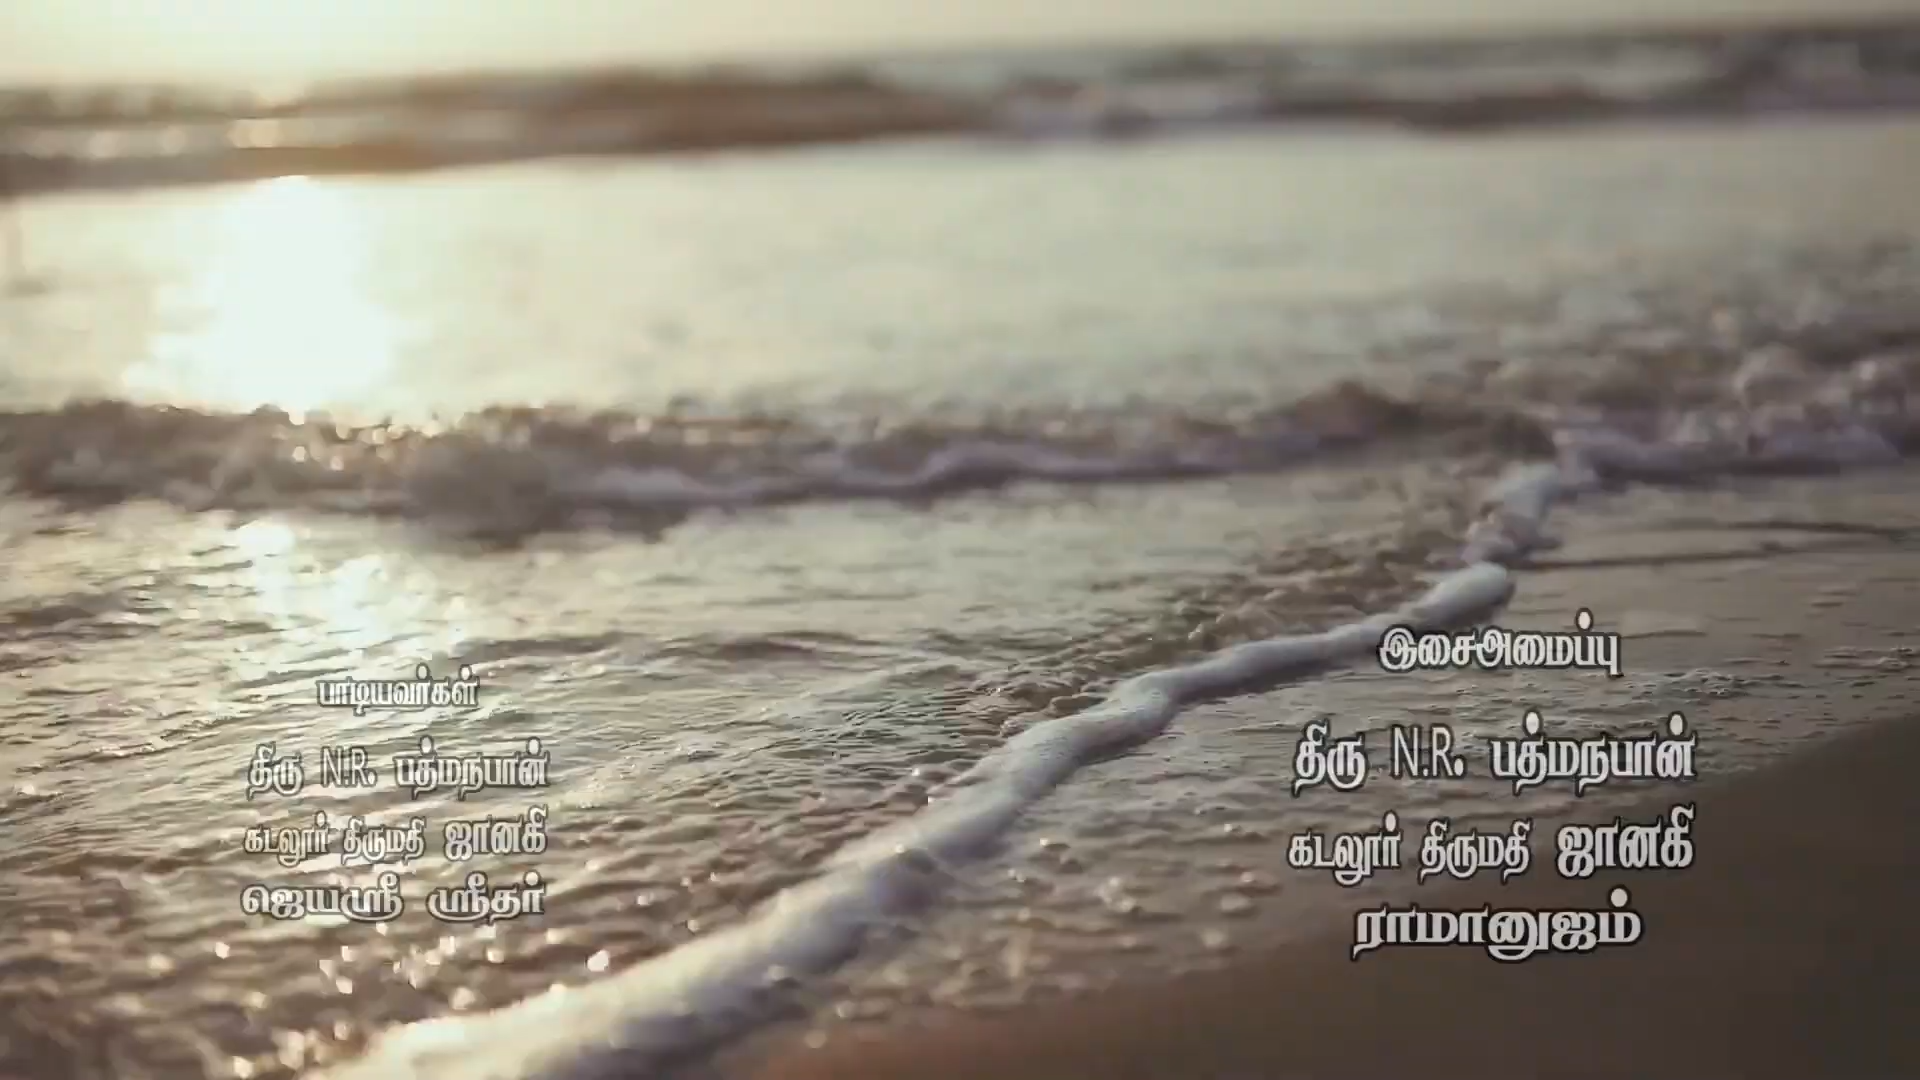 பாடியவர்கள்
திரு N.R. பத்மநபான்
கடலூர் திருமதி ஜானகி
ஜெயஸ்ரீ ஸ்ரீதர்
இசைஅமைப்பு
திரு N.R. பத்மநபான்
கடலூர் திருமதி ஜானகி
ராமானுஜம்